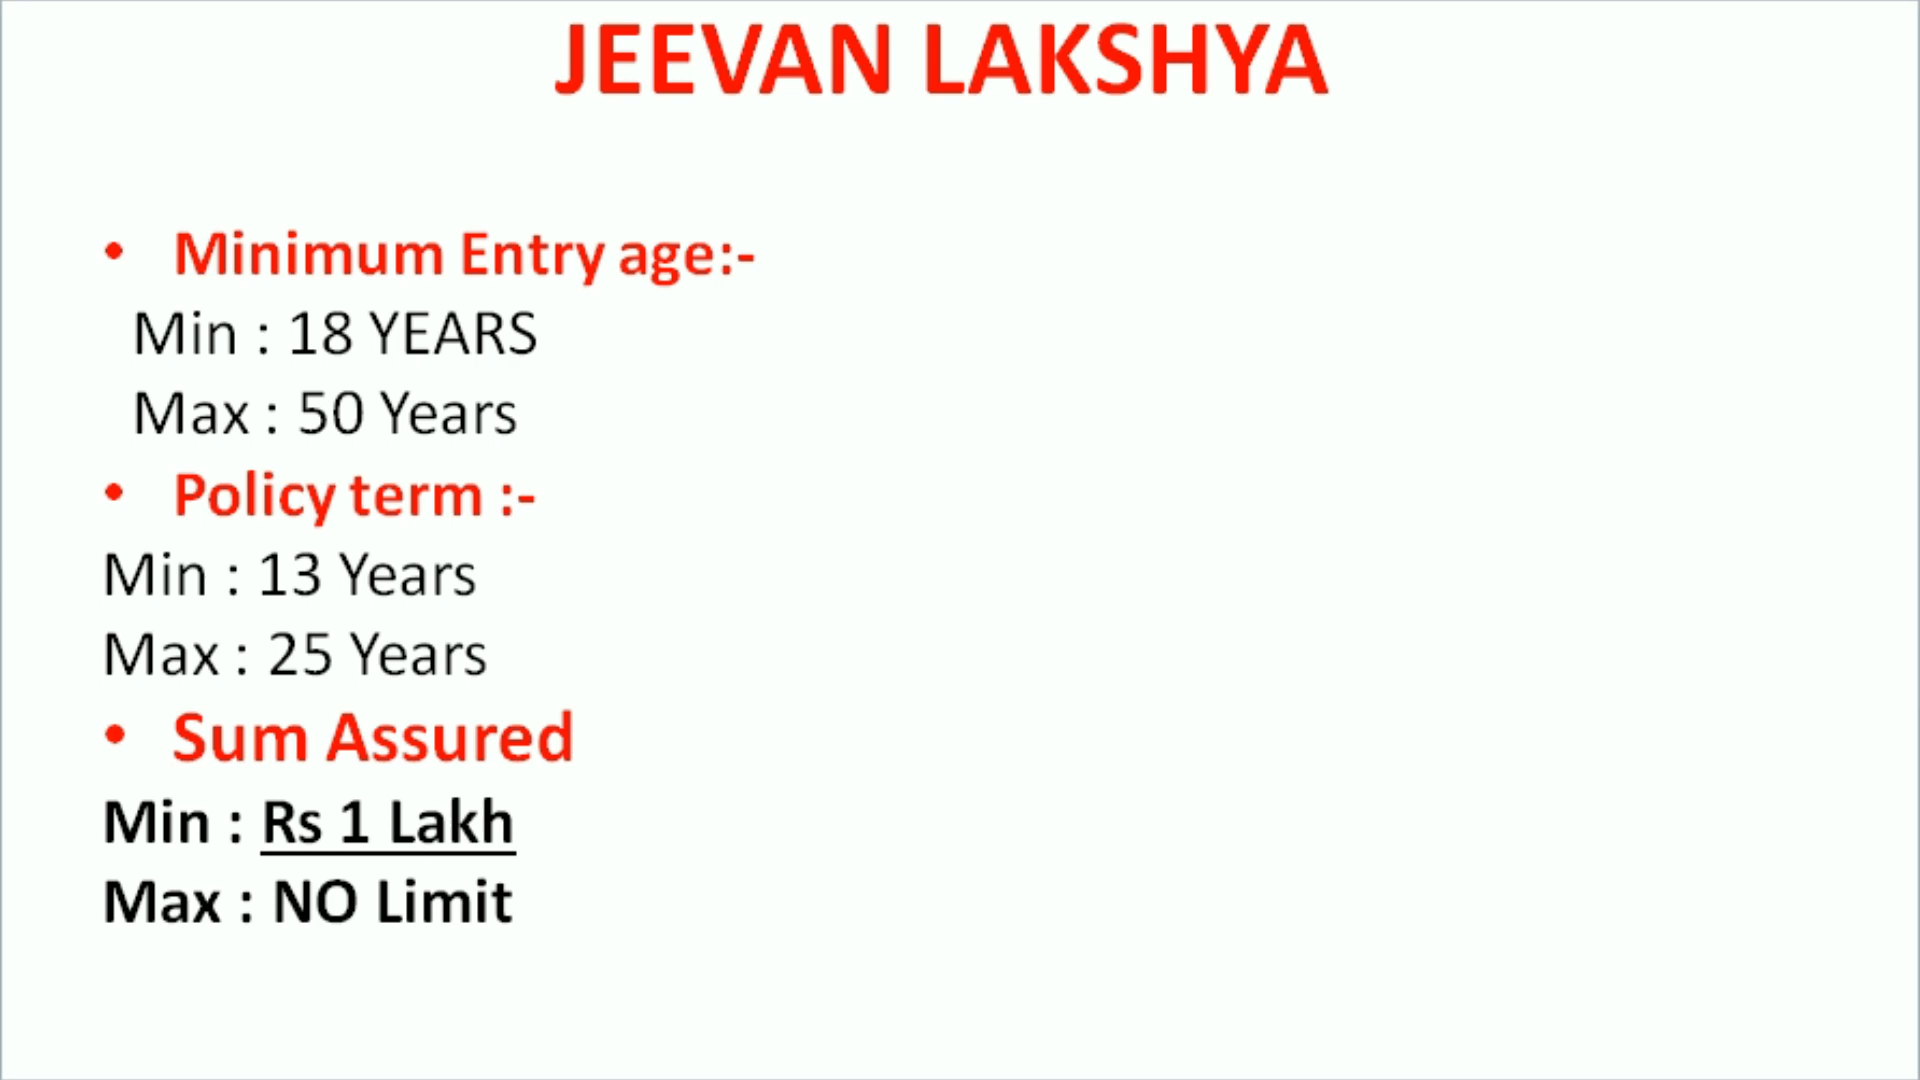 JEEVAN LAKSHYA
• Minimum Entry age:-
Min : 18 YEARS
Max : 50 Years
• Policy term :-
Min : 13 Years
Max : 25 Years
• Sum Assured
Min : Rs 1 Lakh
Max : NO Limit